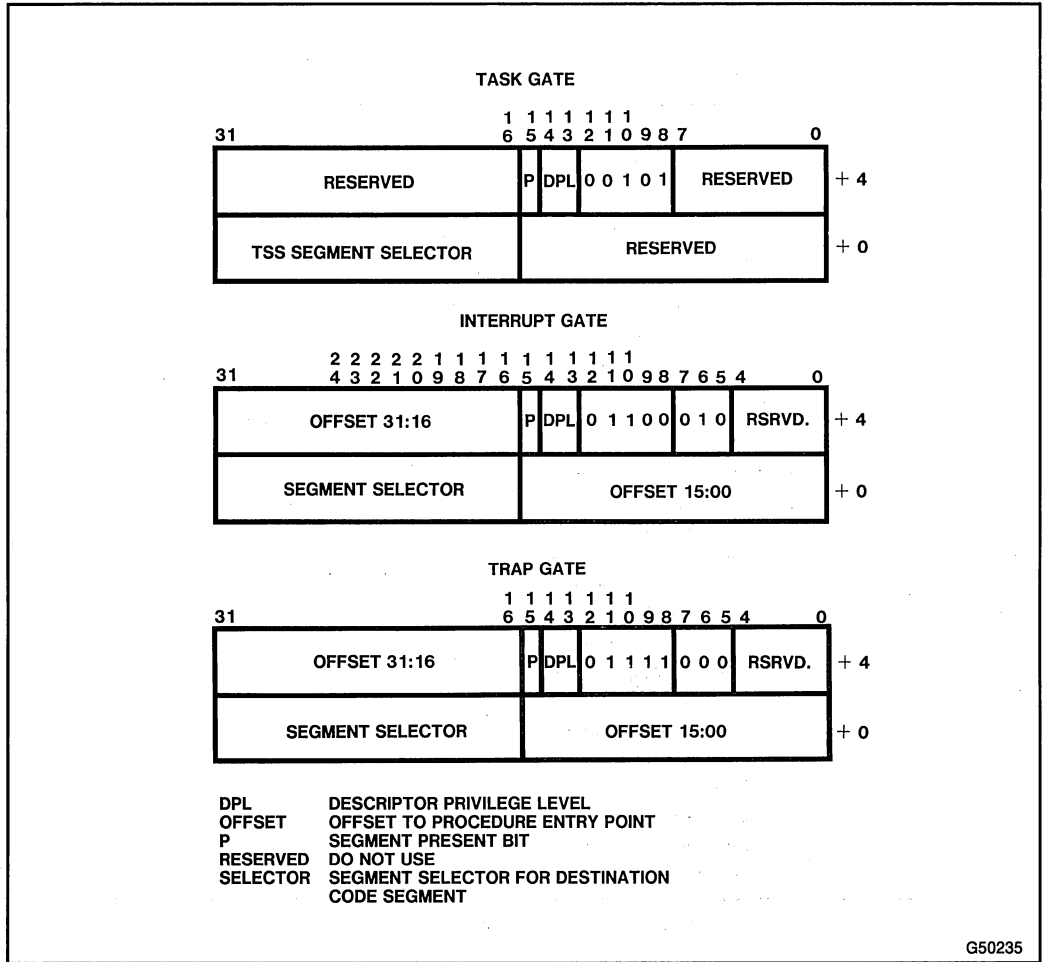 TASK GATE
1 1 1 1 1 1 1
31 6 5 4 3 2 1 0 9 8 7 0
RESERVED P DPL 0 0 1 0 1 RESERVED + 4
TSS SEGMENT SELECTOR RESERVED + 0
INTERRUPT GATE
2 2 2 2 2 1 1 1 1 1 1 1 1 1 1
31 4 3 2 1 0 9 8 7 6 5 4 3 2 1 0 9 8 7 6 5 4 0
OFFSET 31:16 P DPL 0 1 1 0 0 0 1 0 RSRVD. + 4
SEGMENT SELECTOR OFFSET 15:00 + 0
TRAP GATE
1 1 1 1 1 1 1
31 6 5 4 3 2 1 0 9 8 7 6 5 4 0
OFFSET 31:16 P DPL 0 1 1 1 1 0 0 0 RSRVD. + 4
SEGMENT SELECTOR OFFSET 15:00 + 0
DPL DESCRIPTOR PRIVILEGE LEVEL
OFFSET OFFSET TO PROCEDURE ENTRY POINT
P SEGMENT PRESENT BIT
RESERVED DO NOT USE
SELECTOR SEGMENT SELECTOR FOR DESTINATION
CODE SEGMENT
G50235